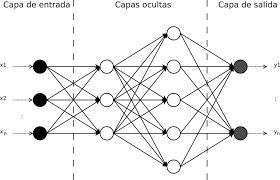 Capa de entrada Capas ocultas Capa de salida
x1 y1
x2
⋮ ⋮
xn yn